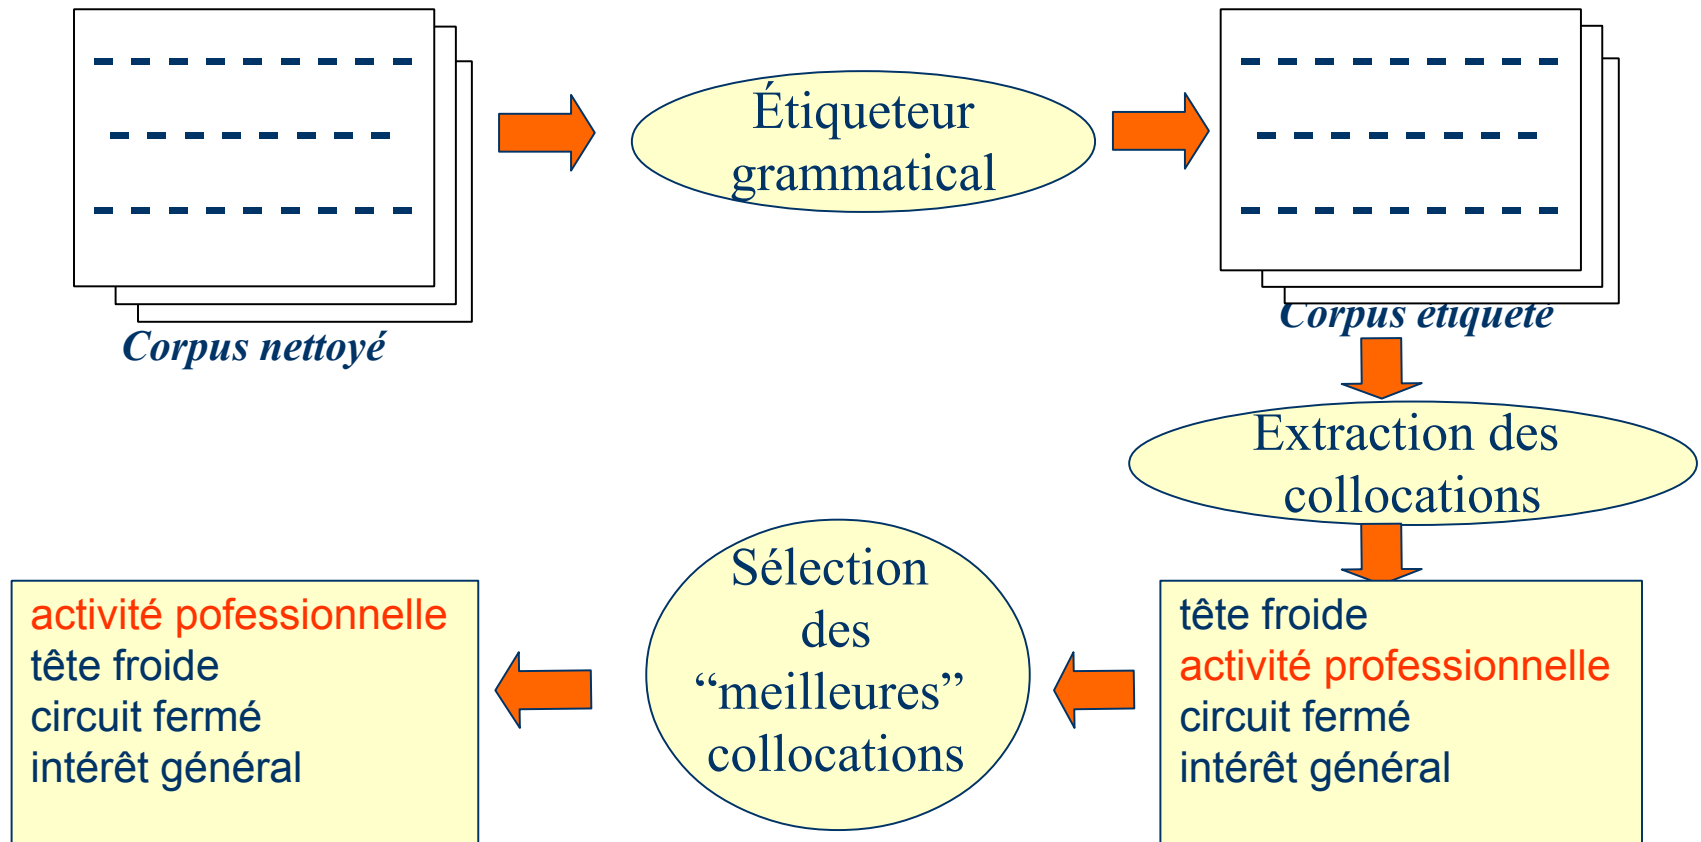 Étiqueteur
grammatical
Corpus nettoyé
Corpus étiqueté
Extraction des
collocations
tête froide
activité professionnelle
circuit fermé
intérêt général
Sélection
des
“meilleures”
collocations
activité pofessionnelle
tête froide
circuit fermé
intérêt général